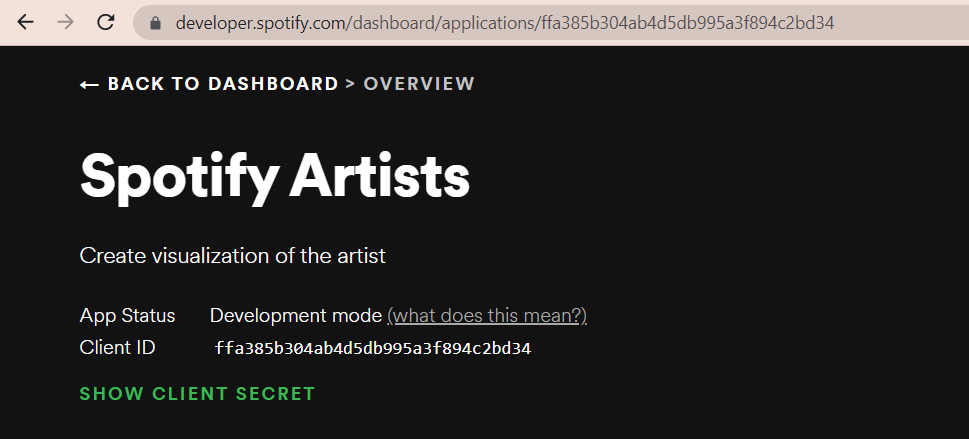 developer.spotify.com/dashboard/applications/ffa385b304ab4d5db995a3f894c2bd34
← BACK TO DASHBOARD > OVERVIEW
Spotify Artists
Create visualization of the artist
App Status Development mode (what does this mean?)
Client ID ffa385b304ab4d5db995a3f894c2bd34
SHOW CLIENT SECRET